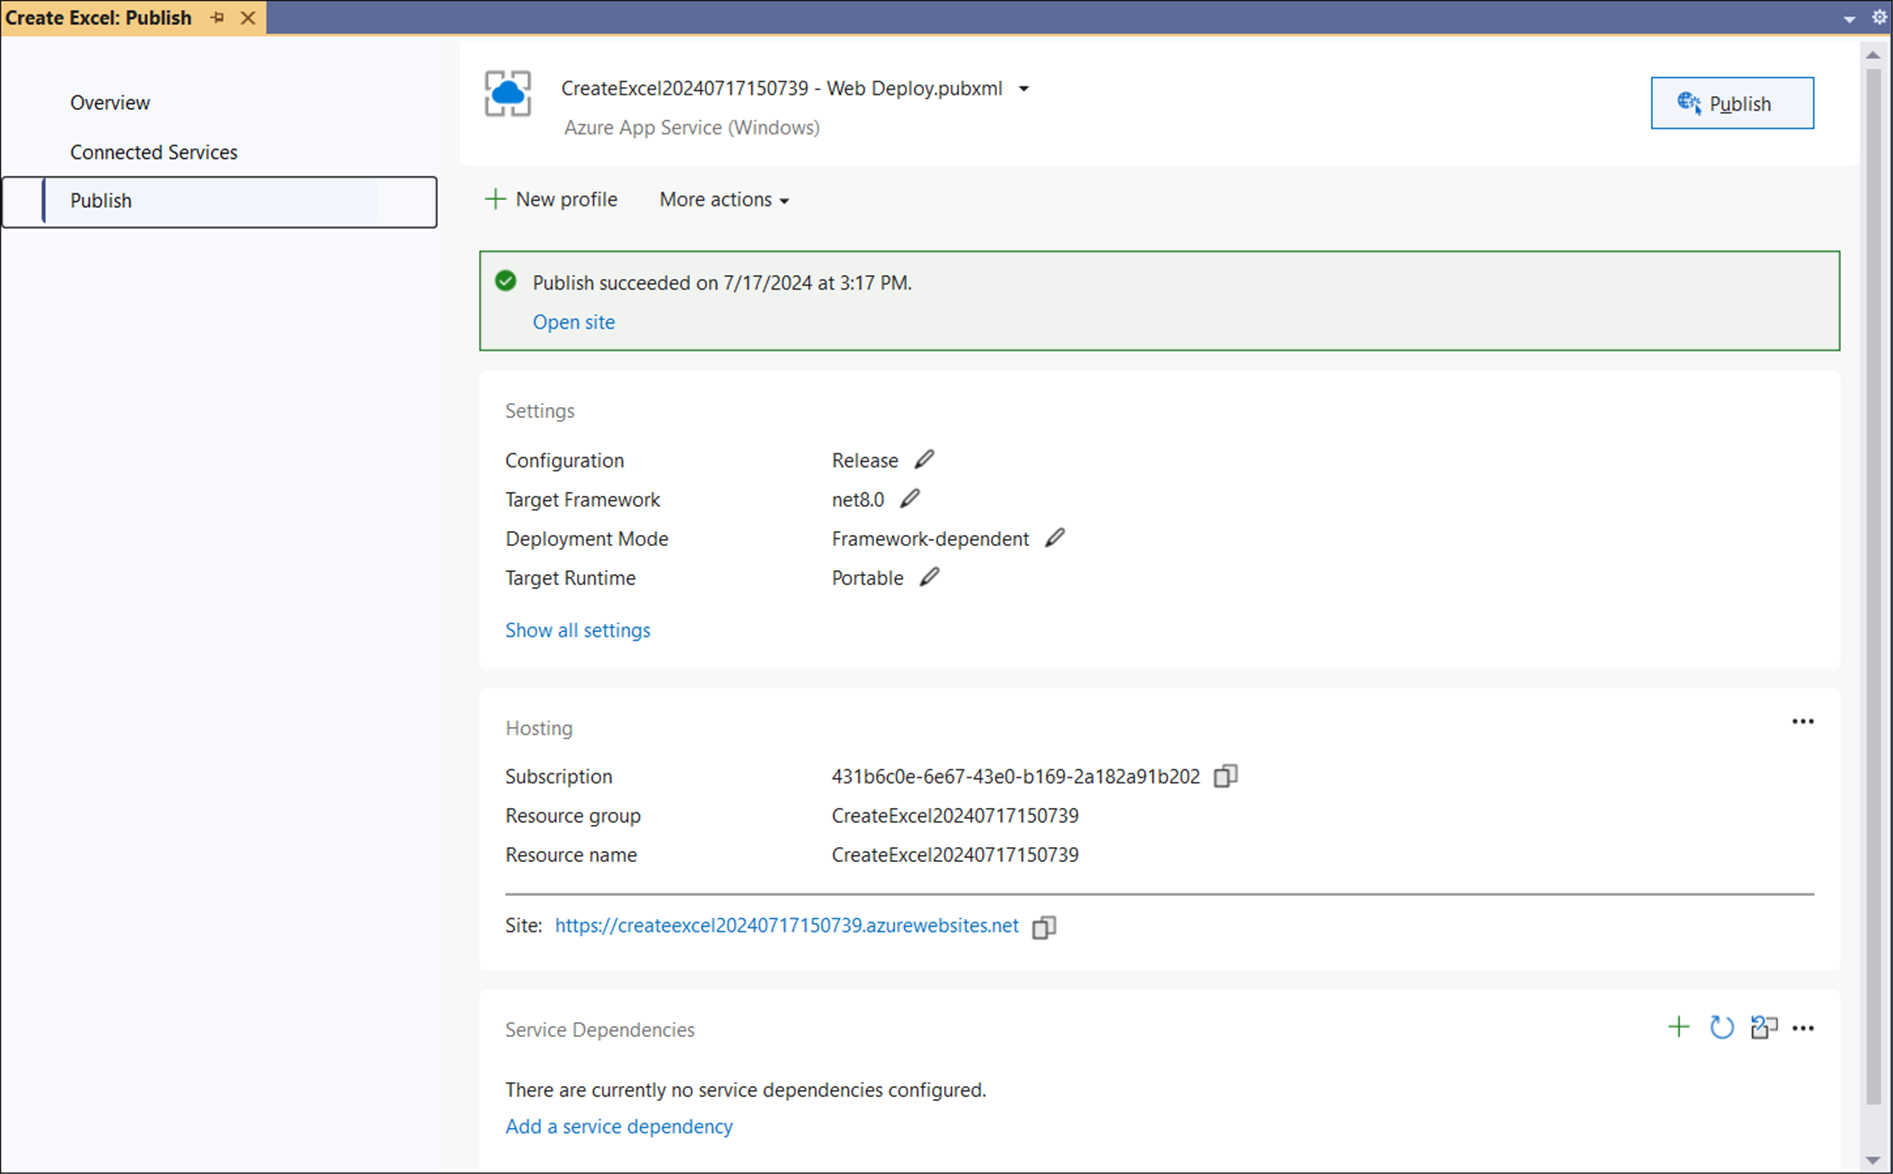 Create Excel: Publish
Overview
Connected Services
Publish
CreateExcel20240717150739 - Web Deploy.pubxml
Azure App Service (Windows)
Publish
New profile
More actions
Publish succeeded on 7/17/2024 at 3:17 PM.
Open site
Settings
Configuration Release
Target Framework net8.0
Deployment Mode Framework-dependent
Target Runtime Portable
Show all settings
Hosting
Subscription 431b6c0e-6e67-43e0-b169-2a182a91b202
Resource group CreateExcel20240717150739
Resource name CreateExcel20240717150739
Site: https://createexcel20240717150739.azurewebsites.net
Service Dependencies
There are currently no service dependencies configured.
Add a service dependency